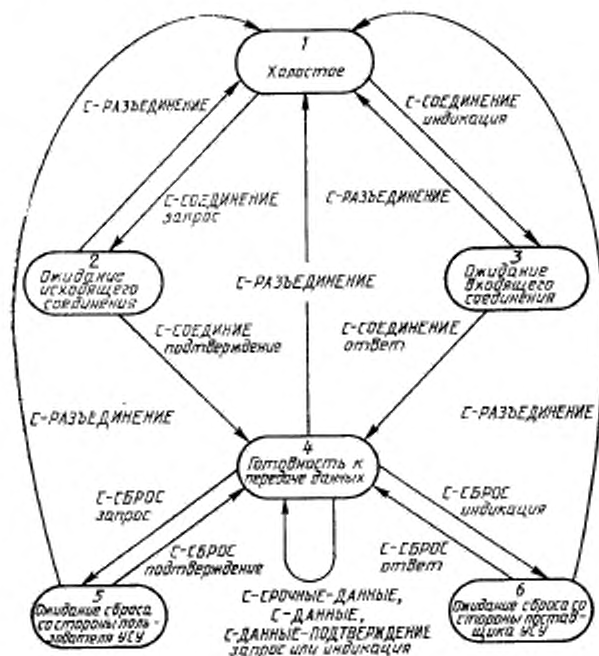 1
Холостое
С-РАЗЪЕДИНЕНИЕ
С-СОЕДИНЕНИЕ
индикация
С-СОЕДИНЕНИЕ
запрос
С-РАЗЪЕДИНЕНИЕ
2
Ожидание
исходящего
соединения
3
Ожидание
входящего
соединения
С-РАЗЪЕДИНЕНИЕ
С-СОЕДИНИЕ
подтверждение
С-СОЕДИНЕНИЕ
ответ
С-РАЗЪЕДИНЕНИЕ
С-РАЗЪЕДИНЕНИЕ
4
Готовность к
передаче данных
С-СБРОС
запрос
С-СБРОС
индикация
С-СБРОС
подтверждение
С-СБРОС
ответ
5
Ожидание сброса
со стороны поль-
зователя УСУ
6
Ожидание сброса со
стороны постав-
щика УСУ
С-СРОЧНЫЕ-ДАННЫЕ,
С-ДАННЫЕ,
С-ДАННЫЕ-ПОДТВЕРЖДЕНИЕ
запрос или индикация